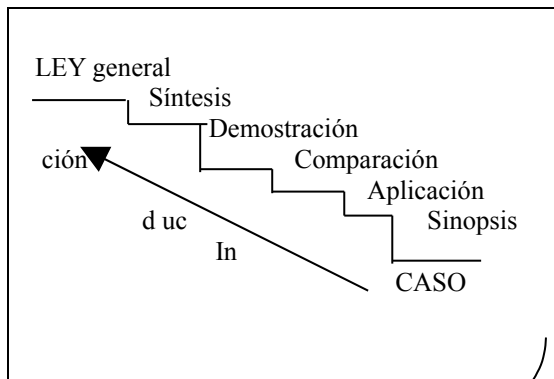 LEY general
Síntesis
Demostración
Comparación
Aplicación
Sinopsis
CASO
ción
d uc
In